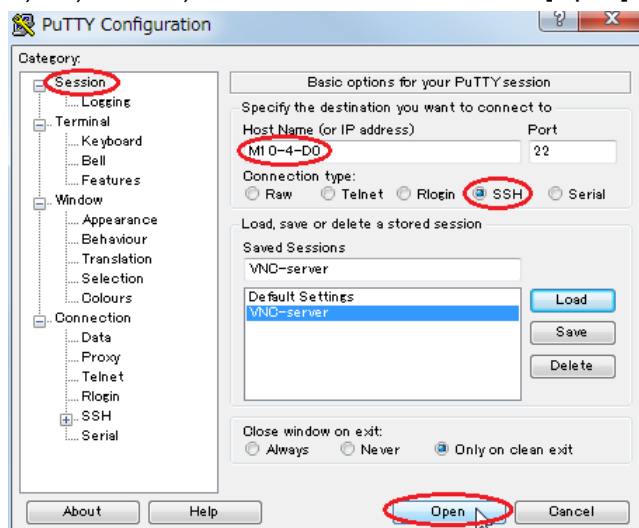 PuTTY Configuration
Category:
Session
Logging
Terminal
Keyboard
Bell
Features
Window
Appearance
Behaviour
Translation
Selection
Colours
Connection
Data
Proxy
Telnet
Rlogin
SSH
Serial
Basic options for your PuTTY session
Specify the destination you want to connect to
Host Name (or IP address) Port
M10-4-D0 22
Connection type:
Raw Telnet Rlogin SSH Serial
Load, save or delete a stored session
Saved Sessions
VNC-server
Default Settings
VNC-server
Load
Save
Delete
Close window on exit:
Always Never Only on clean exit
About Help Open Cancel